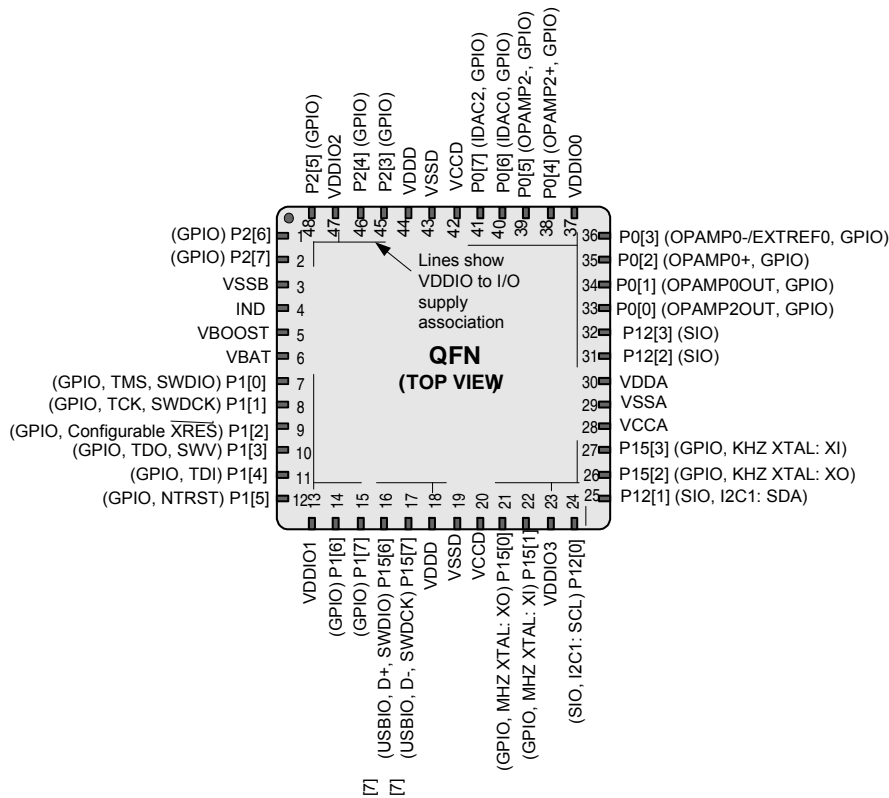 P2[5] (GPIO)
VDDIO2
P2[4] (GPIO)
P2[3] (GPIO)
VDDD
VSSD
VCCD
P0[7] (IDAC2, GPIO)
P0[6] (IDAC0, GPIO)
P0[5] (OPAMP2-, GPIO)
P0[4] (OPAMP2+, GPIO)
VDDIO0
48
47
46
45
44
43
42
41
40
39
38
37
(GPIO) P2[6]
1
(GPIO) P2[7]
2
VSSB
3
IND
4
VBOOST
5
VBAT
6
(GPIO, TMS, SWDIO) P1[0]
7
(GPIO, TCK, SWDCK) P1[1]
8
(GPIO, Configurable XRES) P1[2]
9
(GPIO, TDO, SWV) P1[3]
10
(GPIO, TDI) P1[4]
11
(GPIO, NTRST) P1[5]
12
Lines show
VDDIO to I/O
supply
association
QFN
(TOP VIEW)
36
P0[3] (OPAMP0-/EXTREF0, GPIO)
35
P0[2] (OPAMP0+, GPIO)
34
P0[1] (OPAMP0OUT, GPIO)
33
P0[0] (OPAMP2OUT, GPIO)
32
P12[3] (SIO)
31
P12[2] (SIO)
30
VDDA
29
VSSA
28
VCCA
27
P15[3] (GPIO, KHZ XTAL: XI)
26
P15[2] (GPIO, KHZ XTAL: XO)
25
P12[1] (SIO, I2C1: SDA)
13
14
15
16
17
18
19
20
21
22
23
24
VDDIO1
(GPIO) P1[6]
(GPIO) P1[7]
(USBIO, D+, SWDIO) P15[6]
(USBIO, D-, SWDCK) P15[7]
VDDD
VSSD
VCCD
(GPIO, MHZ XTAL: XO) P15[0]
(GPIO, MHZ XTAL: XI) P15[1]
VDDIO3
(SIO, I2C1: SCL) P12[0]
[7]
[7]